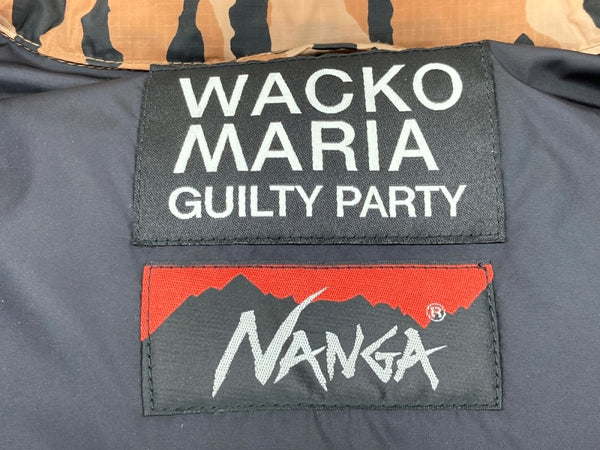 WACKO
MARIA
GUILTY PARTY
NANGA ®